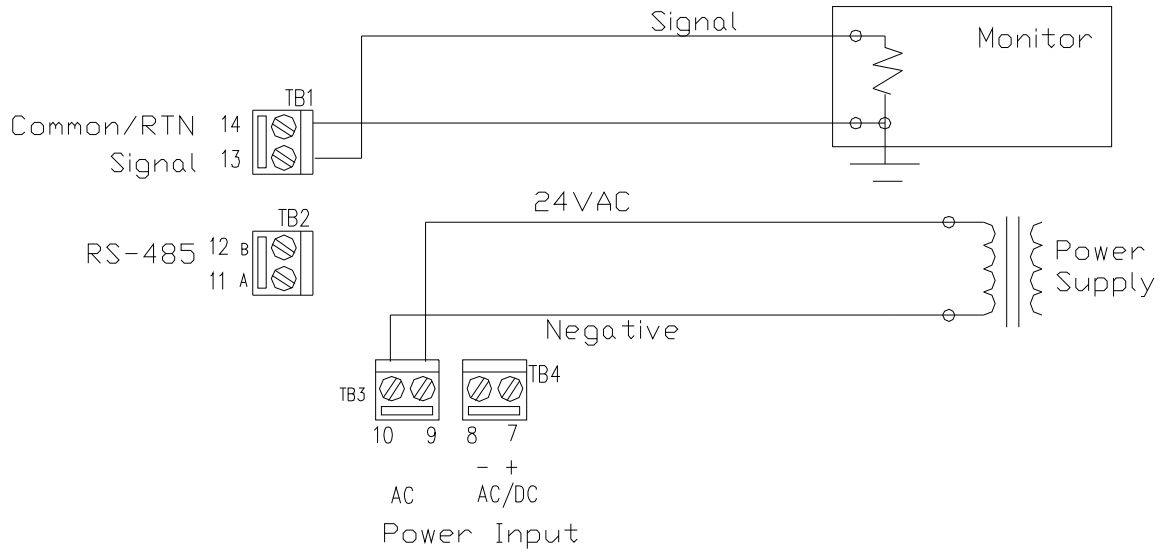 Signal
Monitor
TB1
Common/RTN 14
Signal 13
24VAC
TB2
RS-485 12 B
11 A
Power
Supply
Negative
TB3
TB4
10 9 8 7
- +
AC AC/DC
Power Input